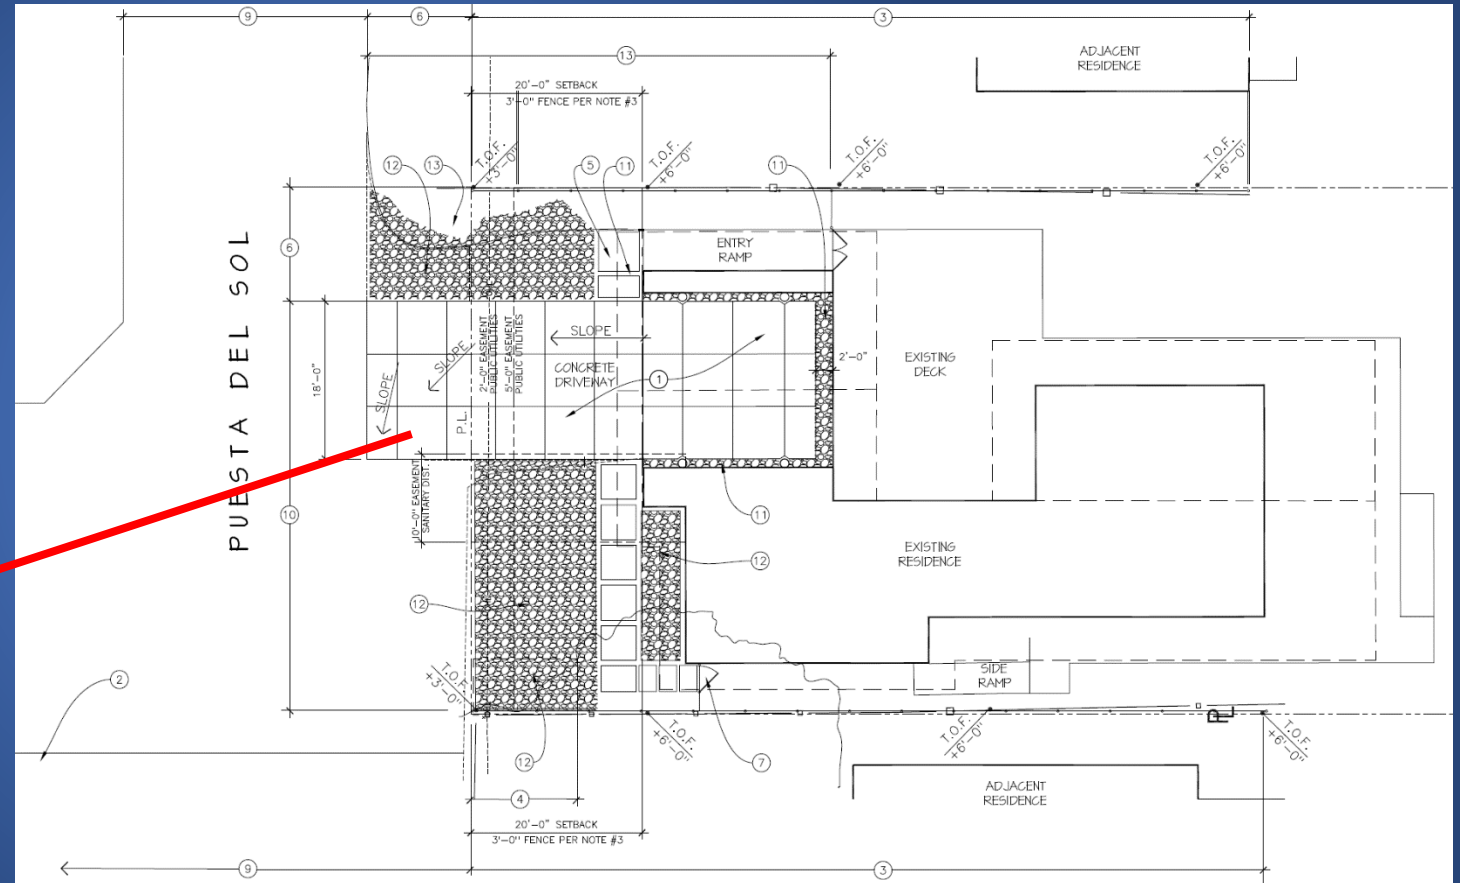 9
6
3
13
ADJACENT
RESIDENCE
20'-0" SETBACK
3'-0" FENCE PER NOTE #3
T.O.F.
+3'-0"
T.O.F.
+6'-0"
T.O.F.
+6'-0"
T.O.F.
+6'-0"
12
13
5
11
11
6
ENTRY
RAMP
PUESTA DEL SOL
18'-0"
SLOPE
SLOPE
SLOPE
2'-0" EASEMENT
PUBLIC UTILITIES
5'-0" EASEMENT
PUBLIC UTILITIES
CONCRETE
DRIVEWAY
1
2'-0"
EXISTING
DECK
P.L.
10'-0" EASEMENT
SANITARY DIST.
10
11
EXISTING
RESIDENCE
12
12
2
T.O.F.
+3'-0"
12
7
SIDE
RAMP
T.O.F.
+6'-0"
T.O.F.
+6'-0"
T.O.F.
+6'-0"
4
ADJACENT
RESIDENCE
20'-0" SETBACK
3'-0" FENCE PER NOTE #3
9
3